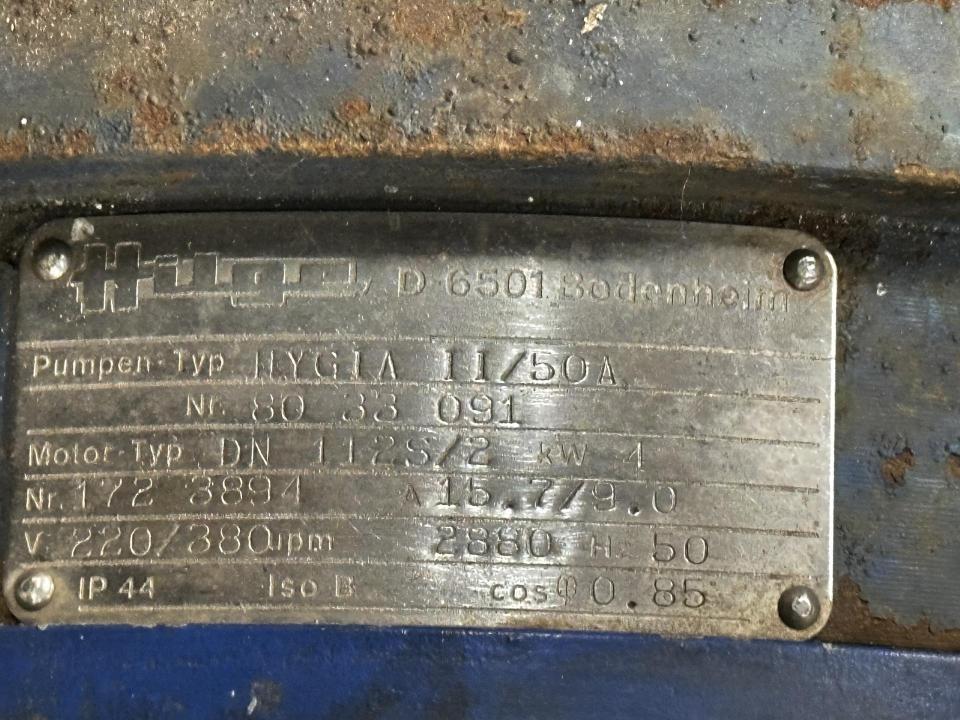 Hilge, D-6501 Bodenheim
Pumpen-Typ HYGIA II/50A
Nr. 80 33 091
Motor-Typ DN 112S/2 kW 4
Nr. 172 3894 A 15.7/9.0
V 220/380 rpm 2880 Hz 50
IP 44 Iso B cos φ 0.85